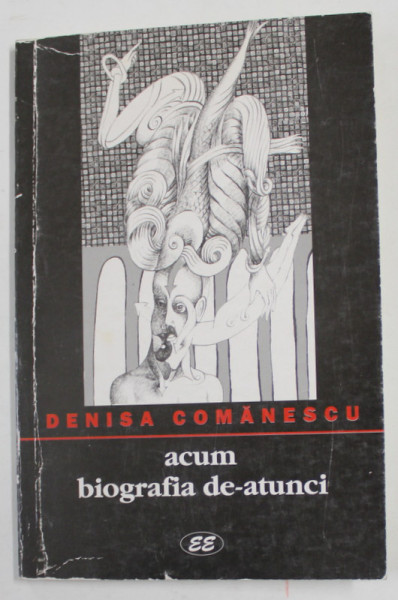 DENISA COMĂNESCU
acum
biografia de-atunci
EE